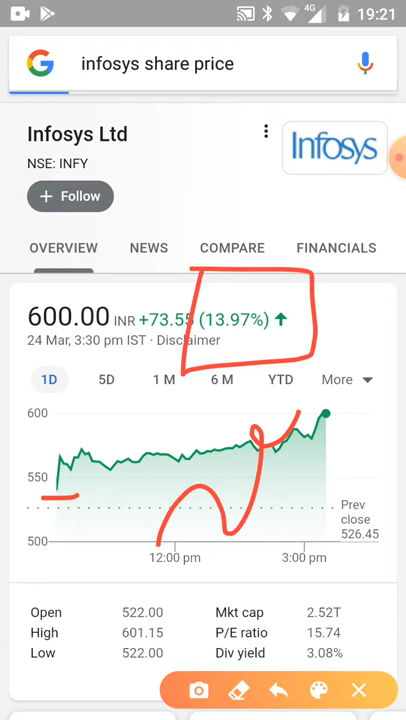 4G
19:21
infosys share price
Infosys Ltd
Infosys
NSE: INFY
+ Follow
OVERVIEW NEWS COMPARE FINANCIALS
600.00 INR +73.55 (13.97%) ↑
24 Mar, 3:30 pm IST · Disclaimer
1D 5D 1 M 6 M YTD More
600
550
500
Prev
close
526.45
12:00 pm 3:00 pm
Open 522.00 Mkt cap 2.52T
High 601.15 P/E ratio 15.74
Low 522.00 Div yield 3.08%